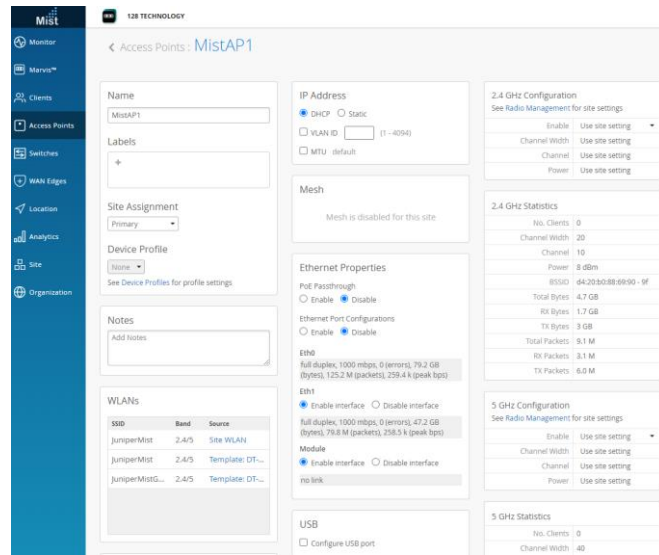 Mist
128 TECHNOLOGY
Monitor
Marvis™
Clients
Access Points
Switches
WAN Edges
Location
Analytics
Site
Organization
< Access Points : MistAP1
Name
MistAP1
Labels
+
Site Assignment
Primary
Device Profile
None
See Device Profiles for profile settings
Notes
Add Notes
WLANs
SSID Band Source
JuniperMist 2.4/5 Site WLAN
JuniperMist 2.4/5 Template: DT-...
JuniperMistG... 2.4/5 Template: DT-...
IP Address
DHCP Static
VLAN ID (1 - 4094)
MTU default
Mesh
Mesh is disabled for this site
Ethernet Properties
PoE Passthrough
Enable Disable
Ethernet Port Configurations
Enable Disable
Eth0
full duplex, 1000 mbps, 0 (errors), 79.2 GB
(bytes), 125.2 M (packets), 259.4 k (peak bps)
Eth1
Enable interface Disable interface
full duplex, 1000 mbps, 0 (errors), 47.2 GB
(bytes), 79.8 M (packets), 258.5 k (peak bps)
Module
Enable interface Disable interface
no link
USB
Configure USB port
2.4 GHz Configuration
See Radio Management for site settings
Enable Use site setting
Channel Width Use site setting
Channel Use site setting
Power Use site setting
2.4 GHz Statistics
No. Clients 0
Channel Width 20
Channel 10
Power 8 dBm
BSSID d4:20:b0:88:69:90 - 9f
Total Bytes 4.7 GB
RX Bytes 1.7 GB
TX Bytes 3 GB
Total Packets 9.1 M
RX Packets 3.1 M
TX Packets 6.0 M
5 GHz Configuration
See Radio Management for site settings
Enable Use site setting
Channel Width Use site setting
Channel Use site setting
Power Use site setting
5 GHz Statistics
No. Clients 0
Channel Width 40